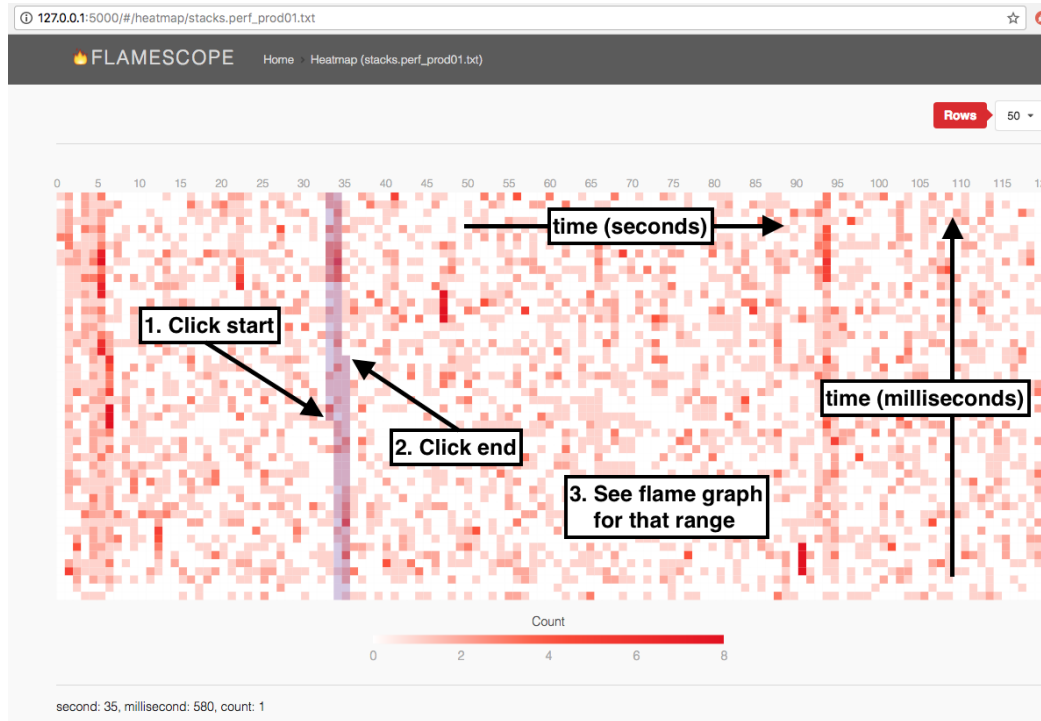 127.0.0.1:5000/#/heatmap/stacks.perf_prod01.txt
FLAMESCOPE Home Heatmap (stacks.perf_prod01.txt)
Rows 50
0 5 10 15 20 25 30 35 40 45 50 55 60 65 70 75 80 85 90 95 100 105 110 115
time (seconds)
1. Click start
time (milliseconds)
2. Click end
3. See flame graph
for that range
Count
0 2 4 6 8
second: 35, millisecond: 580, count: 1